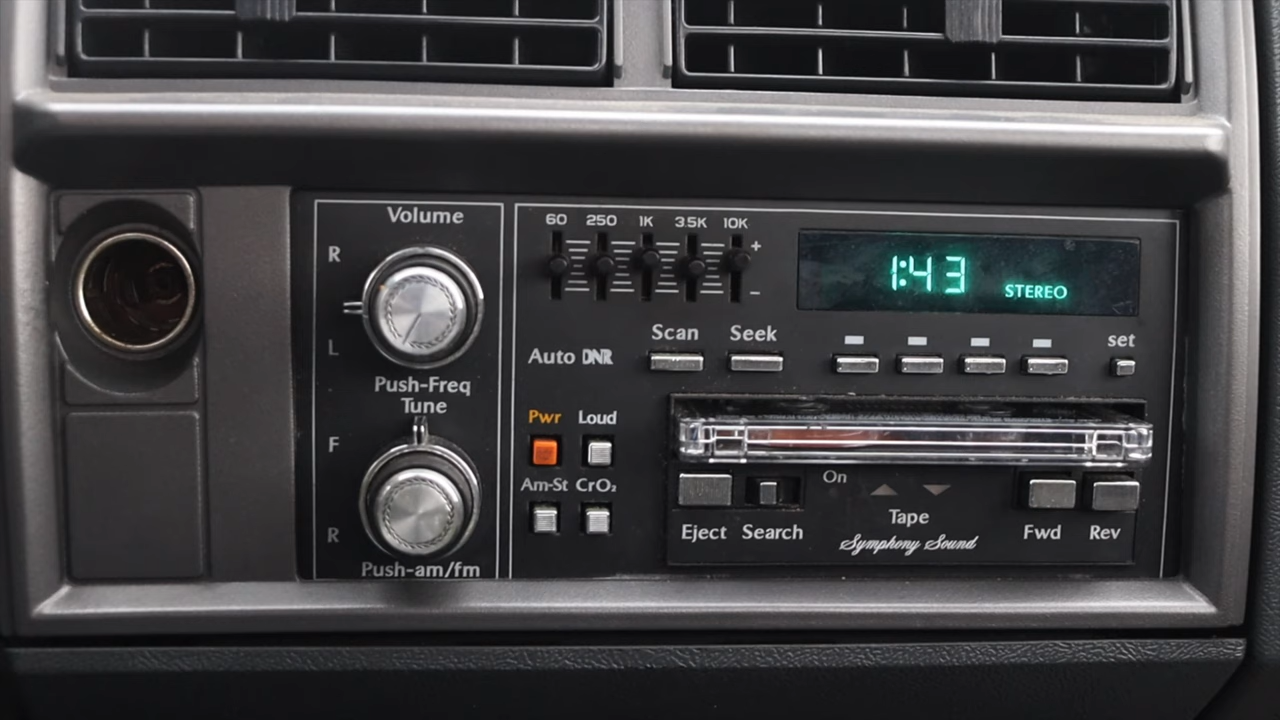 Volume
R
L
Push-Freq
Tune
F
R
Push-am/fm
60 250 1K 3.5K 10K
+
−
1:43 STEREO
Scan Seek
set
Auto DNR
Pwr Loud
Am-St CrO₂
On
Tape
Eject Search
Fwd Rev
Symphony Sound